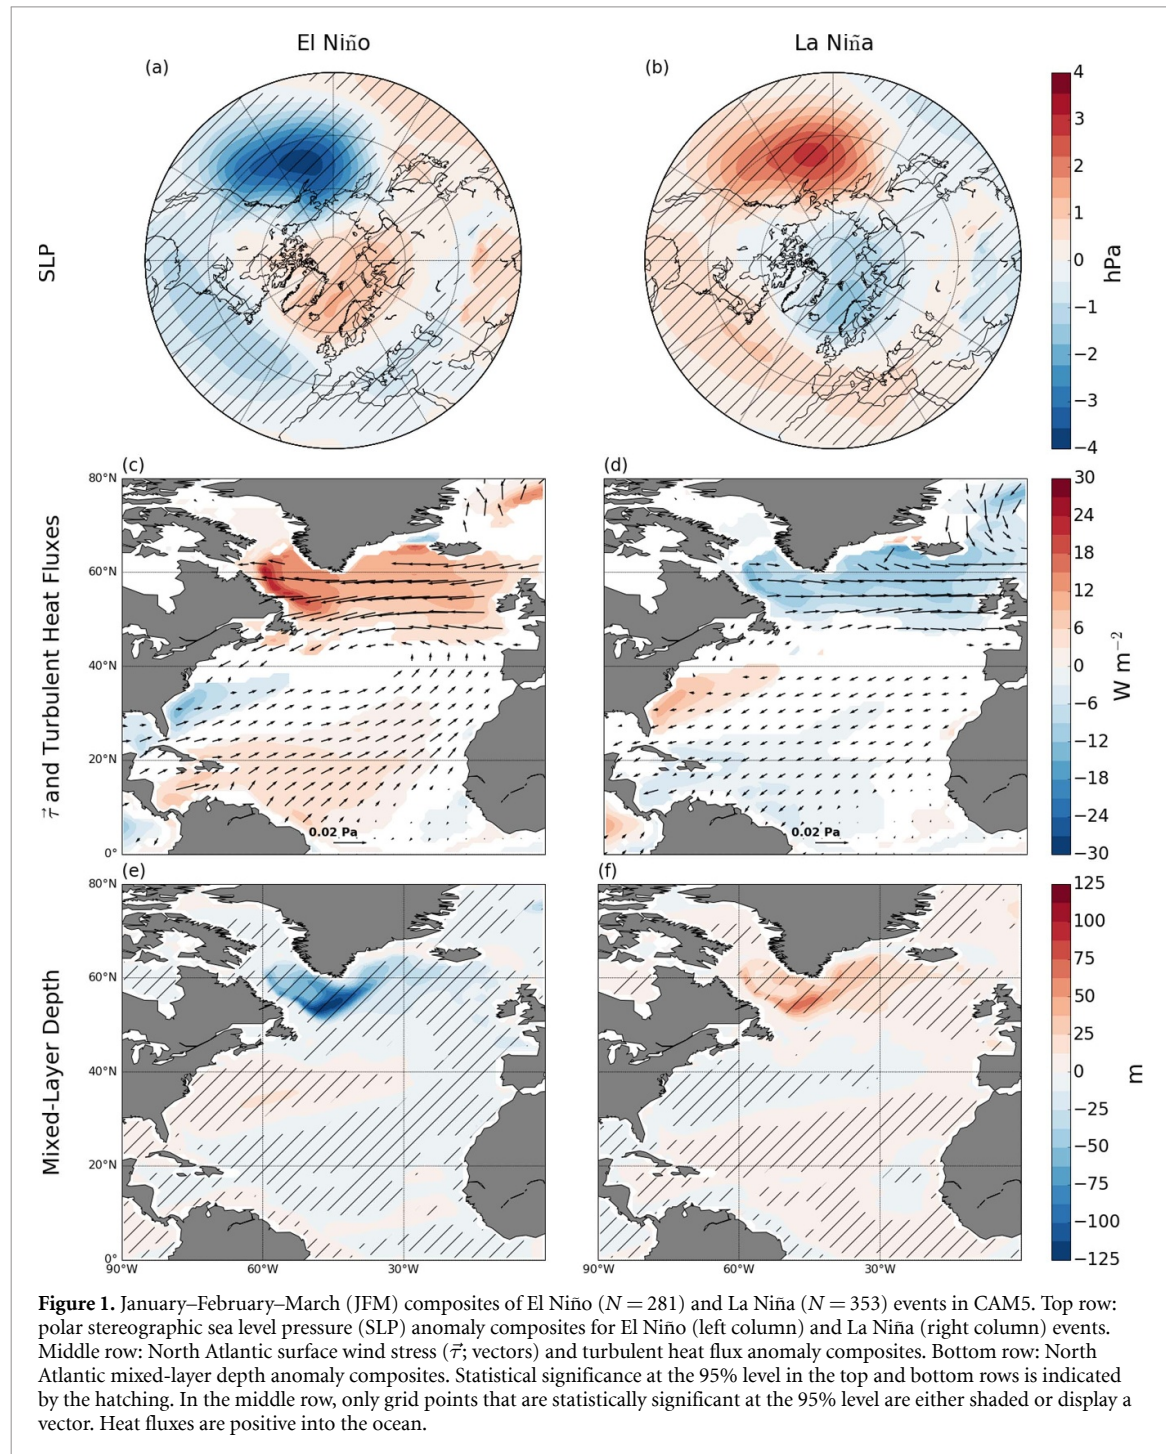 El Niño
La Niña
(a)
(b)
SLP
4
3
2
1
0
−1
−2
−3
−4
hPa
(c)
(d)
τ⃗ and Turbulent Heat Fluxes
80°N
60°N
40°N
20°N
0°
0.02 Pa
0.02 Pa
30
24
18
12
6
0
−6
−12
−18
−24
−30
W m⁻²
(e)
(f)
Mixed-Layer Depth
80°N
60°N
40°N
20°N
0°
90°W
60°W
30°W
90°W
60°W
30°W
125
100
75
50
25
0
−25
−50
−75
−100
−125
m
Figure 1. January–February–March (JFM) composites of El Niño (N = 281) and La Niña (N = 353) events in CAM5. Top row:
polar stereographic sea level pressure (SLP) anomaly composites for El Niño (left column) and La Niña (right column) events.
Middle row: North Atlantic surface wind stress (τ⃗; vectors) and turbulent heat flux anomaly composites. Bottom row: North
Atlantic mixed-layer depth anomaly composites. Statistical significance at the 95% level in the top and bottom rows is indicated
by the hatching. In the middle row, only grid points that are statistically significant at the 95% level are either shaded or display a
vector. Heat fluxes are positive into the ocean.